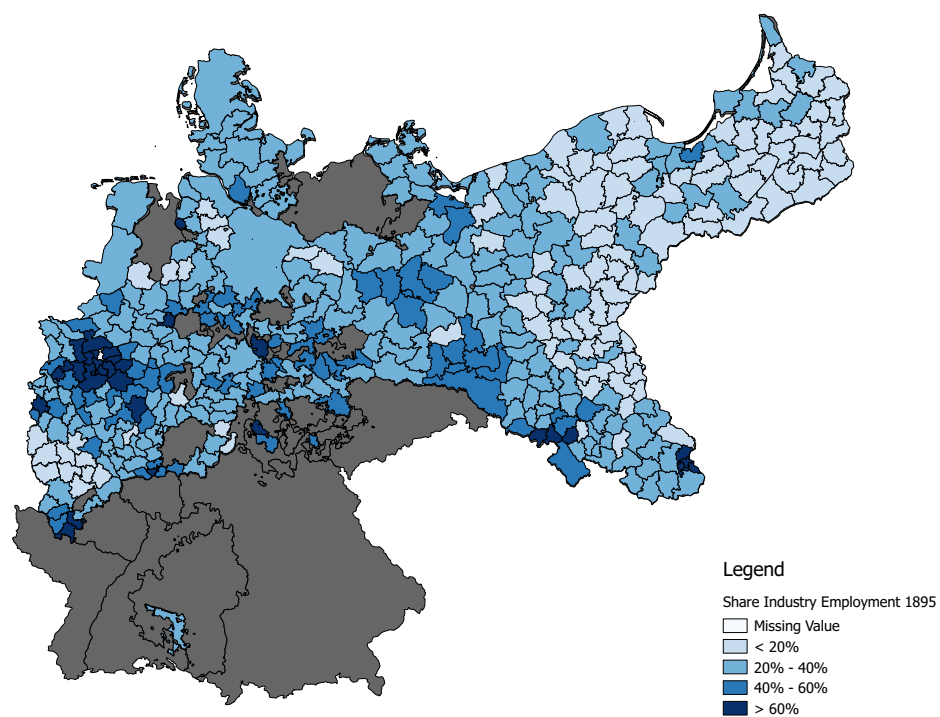 Legend
Share Industry Employment 1895
Missing Value
< 20%
20% - 40%
40% - 60%
> 60%